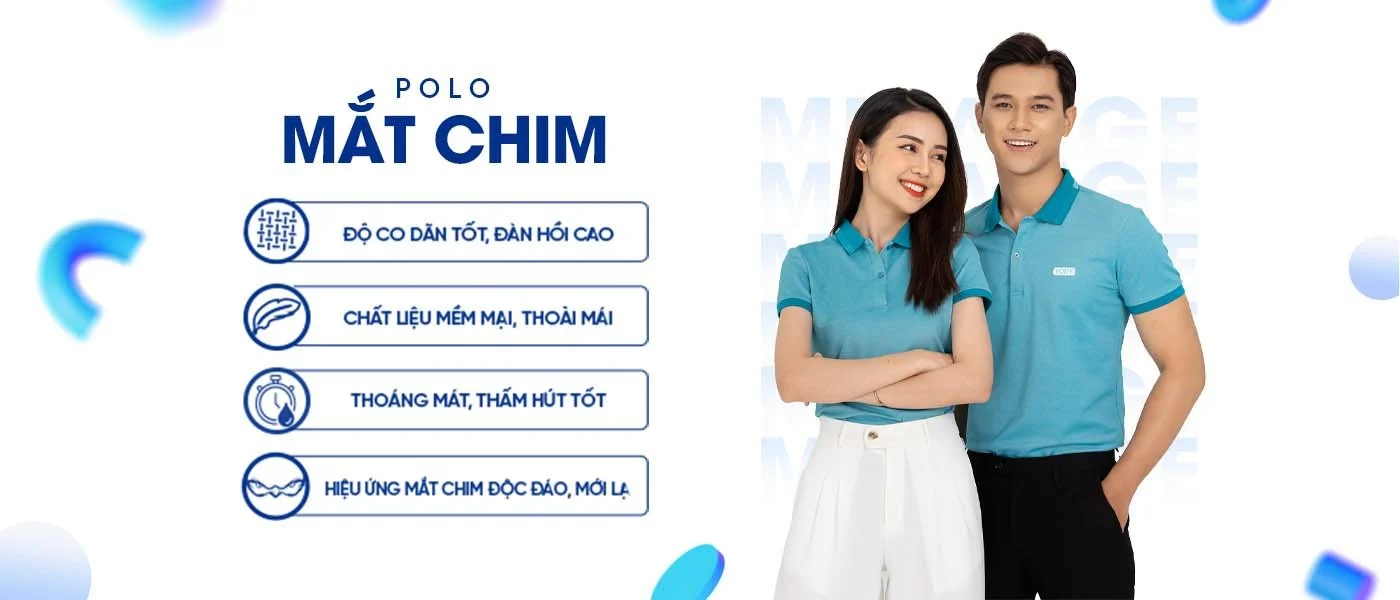 POLO
MẮT CHIM
ĐỘ CO DÃN TỐT, ĐÀN HỒI CAO
CHẤT LIỆU MỀM MẠI, THOẢI MÁI
THOÁNG MÁT, THẤM HÚT TỐT
HIỆU ỨNG MẮT CHIM ĐỘC ĐÁO, MỚI LẠ